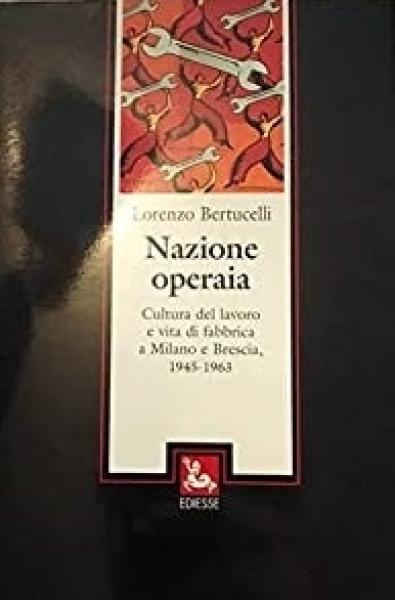 Lorenzo Bertucelli
Nazione
operaia
Cultura del lavoro
e vita di fabbrica
a Milano e Brescia,
1945-1963
EDIESSE